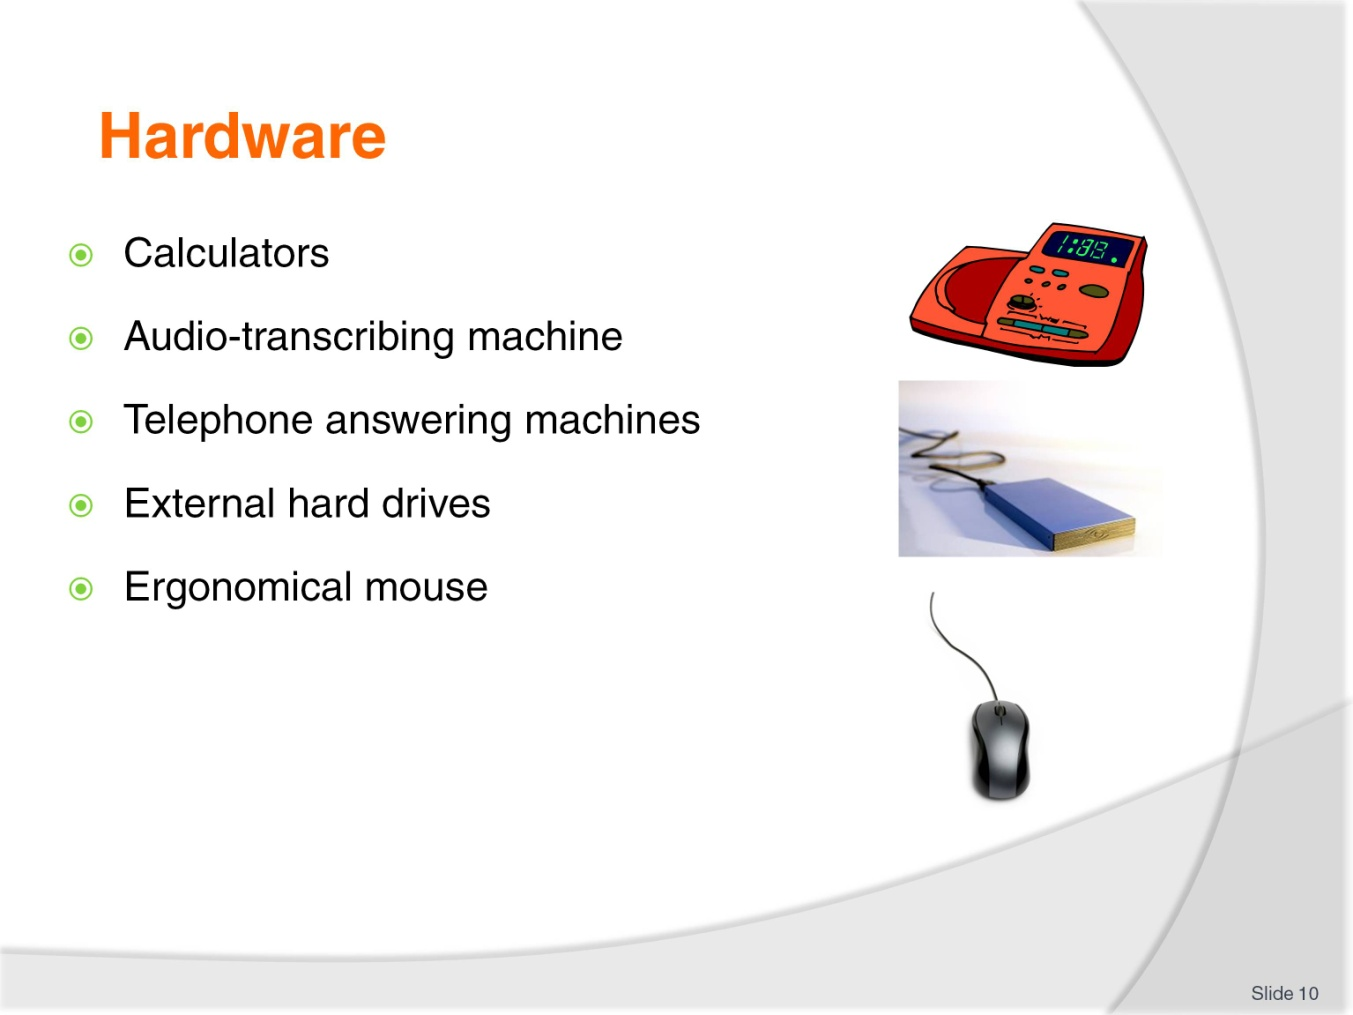 Hardware
Calculators
Audio-transcribing machine
Telephone answering machines
External hard drives
Ergonomical mouse
Slide 10